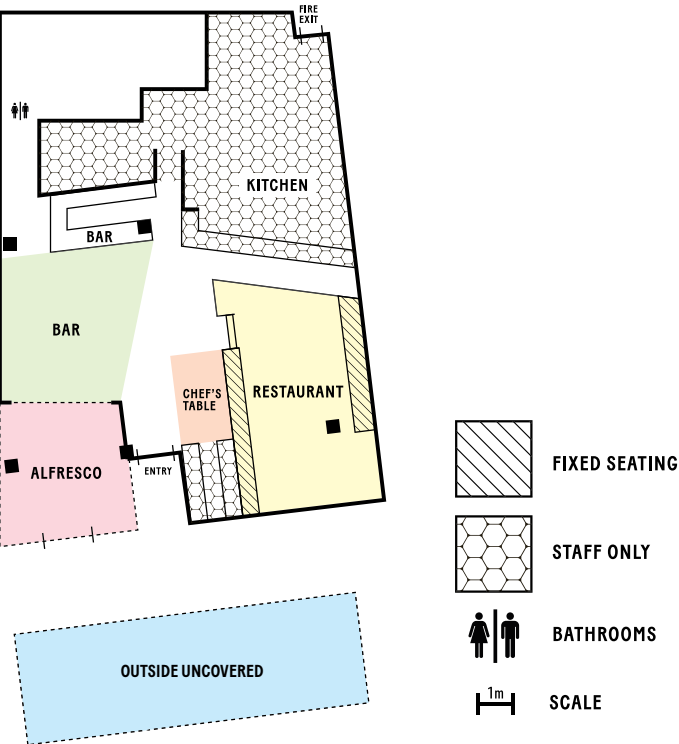 FIRE
EXIT
KITCHEN
BAR
BAR
CHEF'S
TABLE
RESTAURANT
ALFRESCO
ENTRY
FIXED SEATING
STAFF ONLY
BATHROOMS
1m
SCALE
OUTSIDE UNCOVERED